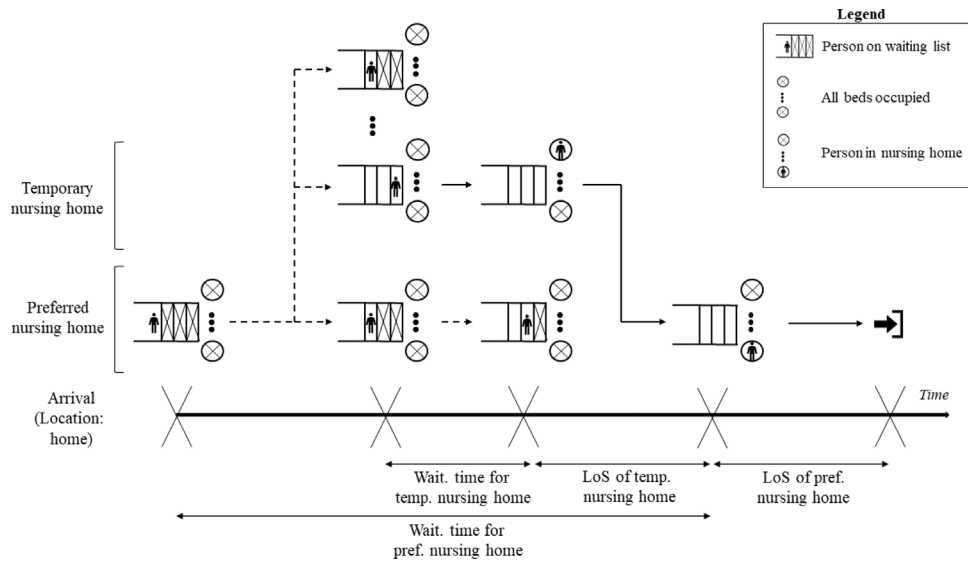 Legend
Person on waiting list
All beds occupied
Person in nursing home
Temporary
nursing home
Preferred
nursing home
Arrival
(Location:
home)
Time
Wait. time for
temp. nursing home
LoS of temp.
nursing home
LoS of pref.
nursing home
Wait. time for
pref. nursing home